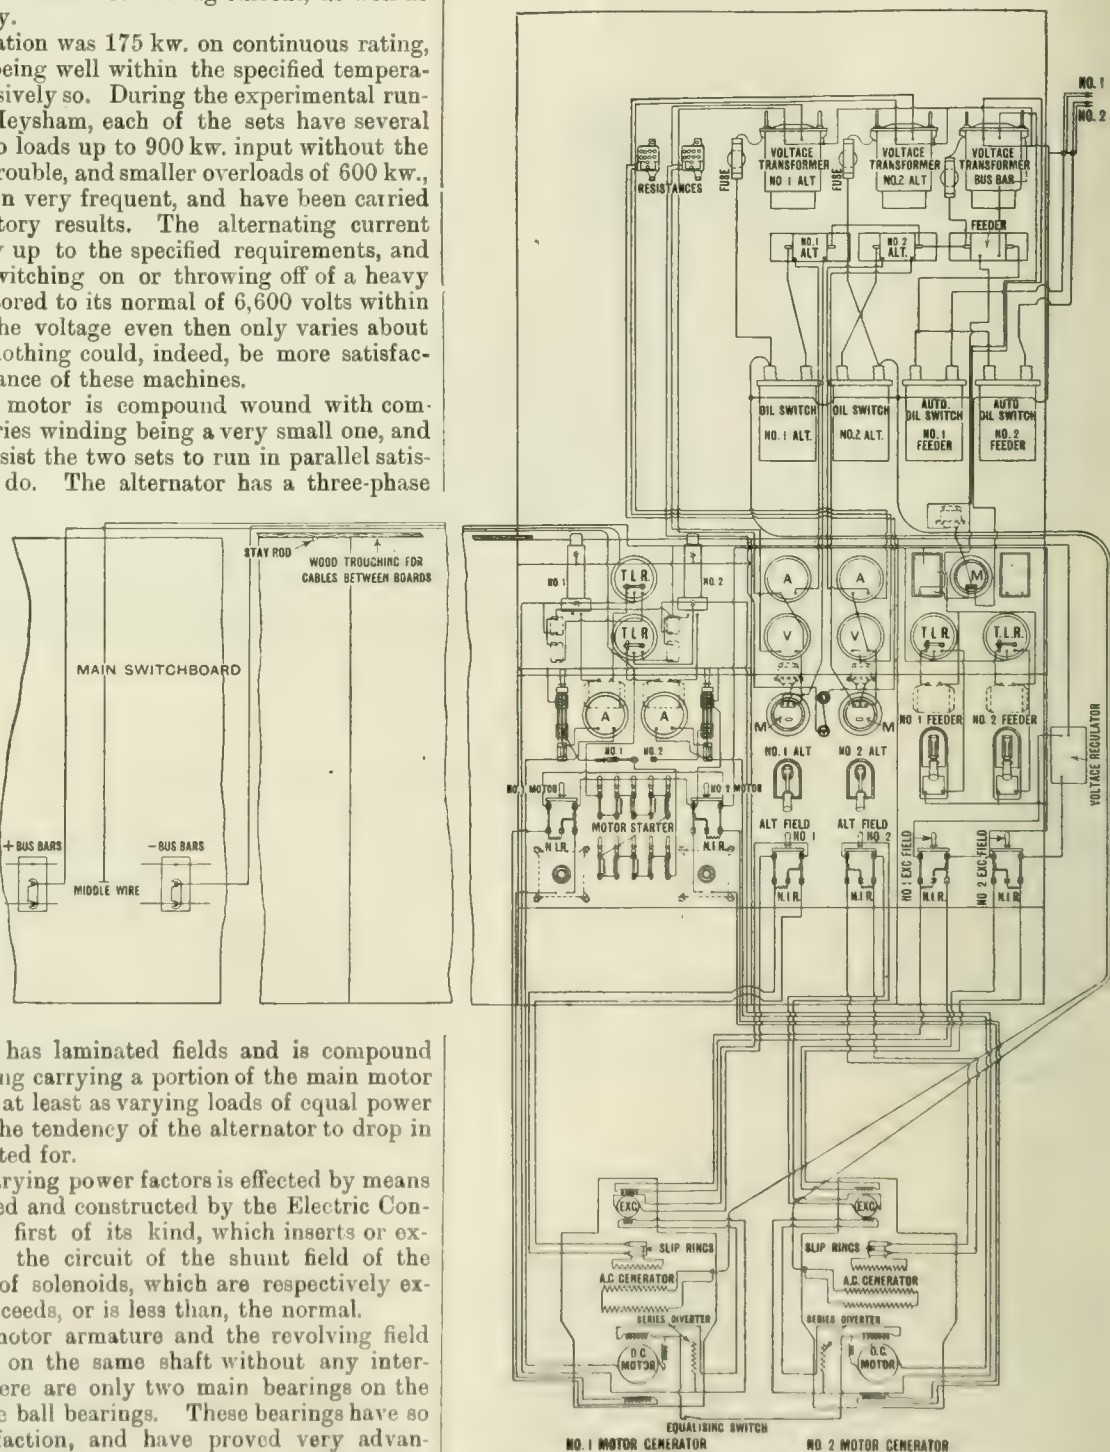 y.
ation was 175 kw. on continuous rating,
being well within the specified tempera-
sively so. During the experimental run-
Heysham, each of the sets have several
o loads up to 900 kw. input without the
rouble, and smaller overloads of 600 kw.,
n very frequent, and have been carried
tory results. The alternating current
up to the specified requirements, and
witching on or throwing off of a heavy
ored to its normal of 6,600 volts within
he voltage even then only varies about
othing could, indeed, be more satisfac-
ance of these machines.
motor is compound wound with com-
ries winding being a very small one, and
sist the two sets to run in parallel satis-
do. The alternator has a three-phase
NO. 1
NO. 2
RESISTANCES
FUSE
VOLTAGE TRANSFORMER NO 1 ALT
FUSE
VOLTAGE TRANSFORMER NO.2 ALT
VOLTAGE TRANSFORMER BUS BAR
NO.1 ALT
NO 2 ALT.
FEEDER
OIL SWITCH NO. 1 ALT.
OIL SWITCH NO.2 ALT.
AUTO. OIL SWITCH NO. 1 FEEDER
AUTO OIL SWITCH NO. 2 FEEDER
STAY ROD
WOOD TROUGHING FOR
CABLES BETWEEN BOARDS
MAIN SWITCHBOARD
+ BUS BARS
- BUS BARS
MIDDLE WIRE
NO. 1
T.L.R.
NO. 2
T.L.R.
A
A
NO. 1
NO. 2
NO. 1 MOTOR
NO 2 MOTOR
MOTOR STARTER
N.I.R.
N.I.R.
A
A
V
V
M
M
M
T.L.R.
T.L.R.
NO. 1 ALT
NO 2 ALT
NO 1 FEEDER
NO. 2 FEEDER
VOLTAGE REGULATOR
ALT FIELD NO 1
ALT FIELD NO 2
NO 1 EXC FIELD
NO 2 EXC FIELD
N.I.R.
N.I.R.
N.I.R.
N.I.R.
has laminated fields and is compound
ng carrying a portion of the main motor
at least as varying loads of equal power
he tendency of the alternator to drop in
ted for.
rying power factors is effected by means
ed and constructed by the Electric Con-
first of its kind, which inserts or ex-
the circuit of the shunt field of the
of solenoids, which are respectively ex-
ceeds, or is less than, the normal.
notor armature and the revolving field
on the same shaft without any inter-
ere are only two main bearings on the
e ball bearings. These bearings have so
faction, and have proved very advan-
EXC
SLIP RINGS
A.C. GENERATOR
SERIES DIVERTER
D.C MOTOR
EXC
SLIP RINGS
A.C. GENERATOR
SERIES DIVERTER
D.C. MOTOR
EQUALISING SWITCH
NO. 1 MOTOR GENERATOR
NO 2 MOTOR GENERATOR